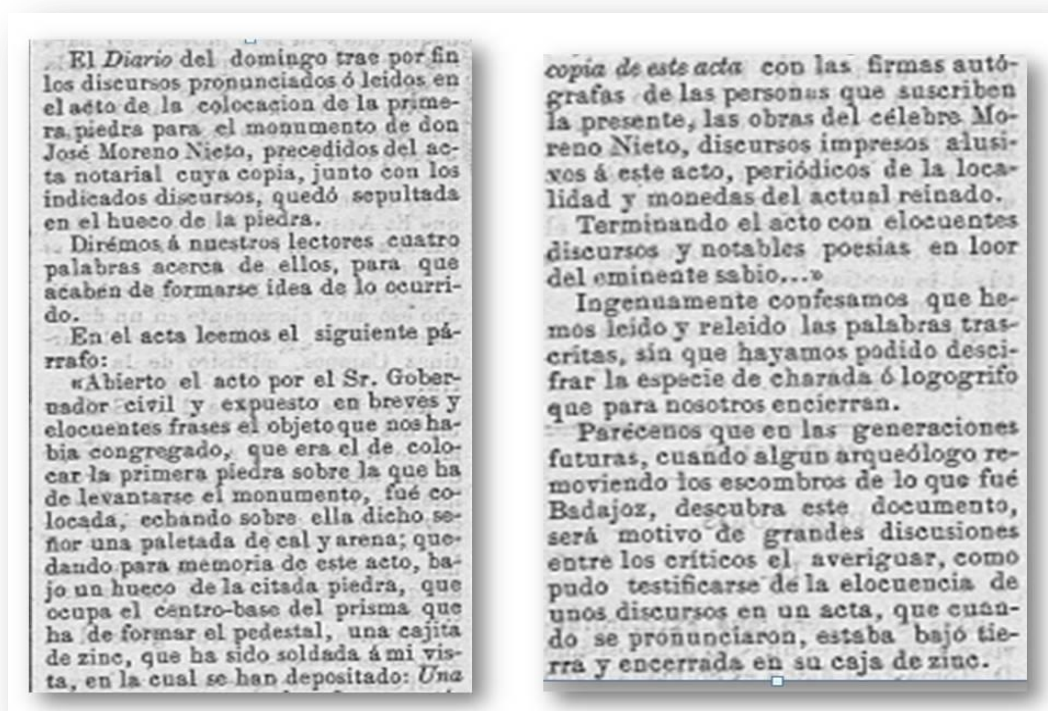 El Diario del domingo trae por fin
los discursos pronunciados ó leidos en
el acto de la colocacion de la prime-
ra piedra para el monumento de don
José Moreno Nieto, precedidos del ac-
ta notarial cuya copia, junto con los
indicados discursos, quedó sepultada
en el hueco de la piedra.
Dirémos á nuestros lectores cuatro
palabras acerca de ellos, para que
acaben de formarse idea de lo ocurri-
do.
En el acta leemos el siguiente pá-
rrafo:
«Abierto el acto por el Sr. Gober-
nador civil y expuesto en breves y
elocuentes frases el objeto que nos ha-
bia congregado, que era el de colo-
car la primera piedra sobre la que ha
de levantarse el monumento, fué co-
locada, echando sobre ella dicho se-
ñor una paletada de cal y arena; que-
dando para memoria de este acto, ba-
jo un hueco de la citada piedra, que
ocupa el centro-base del prisma que
ha de formar el pedestal, una cajita
de zinc, que ha sido soldada á mi vis-
ta, en la cual se han depositado: Una
copia de este acta con las firmas autó-
grafas de las personas que suscriben
la presente, las obras del célebre Mo-
reno Nieto, discursos impresos alusi-
vos á este acto, periódicos de la loca-
lidad y monedas del actual reinado.
Terminando el acto con elocuentes
discursos y notables poesias en loor
del eminente sabio...»
Ingenuamente confesamos que he-
mos leido y releido las palabras tras-
critas, sin que hayamos podido desci-
frar la especie de charada ó logogrifo
que para nosotros encierran.
Parécenos que en las generaciones
futuras, cuando algun arqueólogo re-
moviendo los escombros de lo que fué
Badajoz, descubra este documento,
será motivo de grandes discusiones
entre los críticos el averiguar, como
pudo testificarse de la elocuencia de
unos discursos en un acta, que cuan-
do se pronunciaron, estaba bajo tie-
rra y encerrada en su caja de zinc.